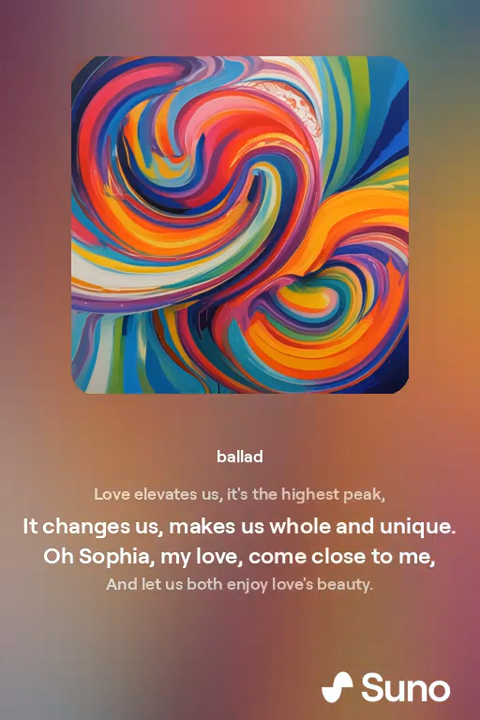 ballad
Love elevates us, it's the highest peak,
It changes us, makes us whole and unique.
Oh Sophia, my love, come close to me,
And let us both enjoy love's beauty.
Suno